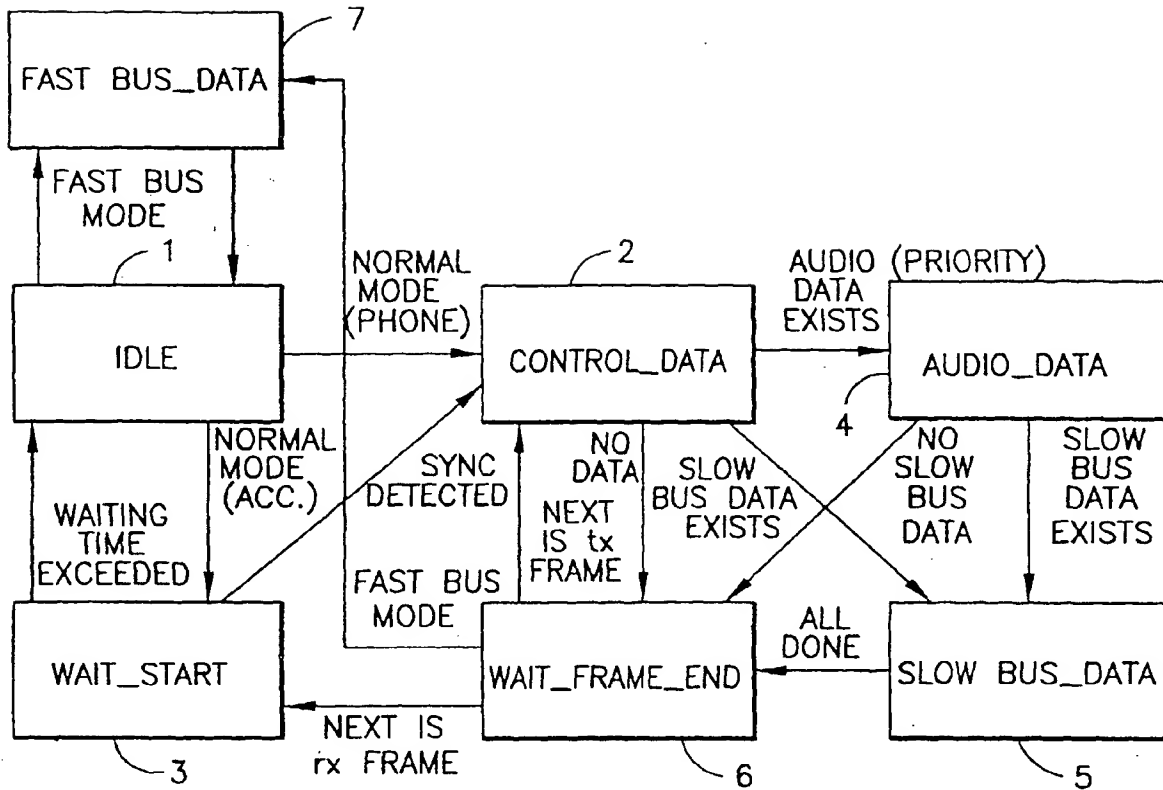 7
FAST BUS_DATA
FAST BUS
MODE
1
IDLE
NORMAL
MODE
(PHONE)
2
CONTROL_DATA
AUDIO (PRIORITY)
DATA
EXISTS
AUDIO_DATA
4
NORMAL
MODE
(ACC.)
SYNC
DETECTED
NO
DATA
SLOW
BUS DATA
EXISTS
NO
SLOW
BUS
DATA
SLOW
BUS
DATA
EXISTS
WAITING
TIME
EXCEEDED
NEXT
IS tx
FRAME
FAST BUS
MODE
ALL
DONE
WAIT_START
WAIT_FRAME_END
SLOW BUS_DATA
NEXT IS
rx FRAME
3
6
5